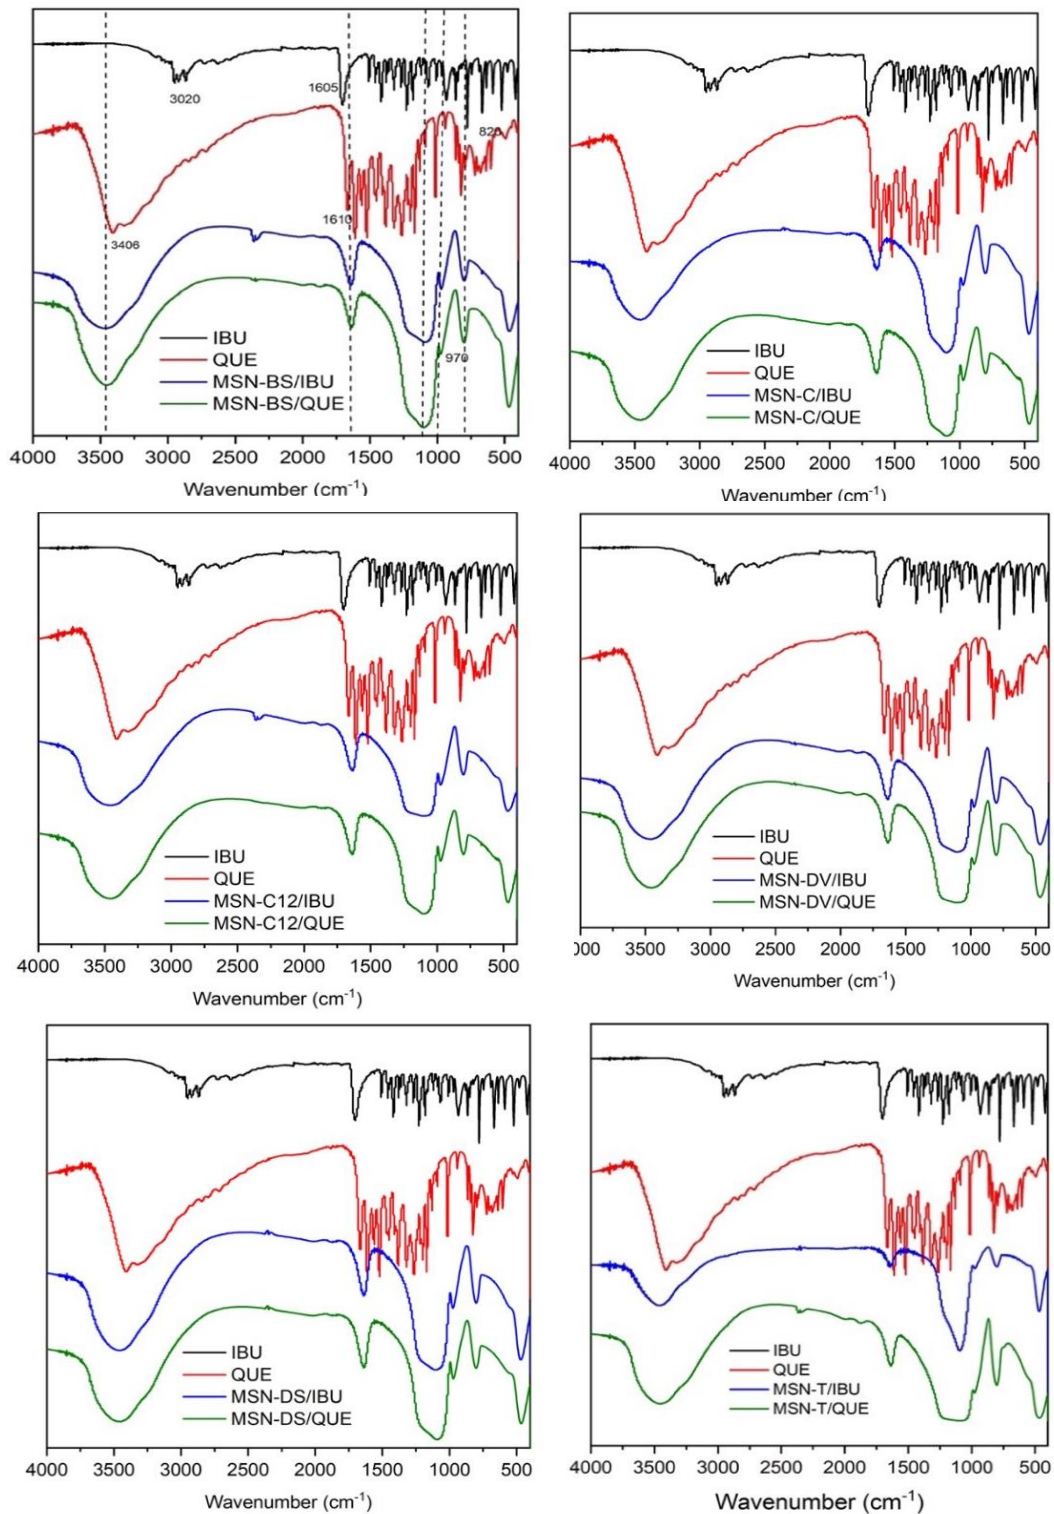 3020
1605
826
1610
3406
970
IBU
QUE
MSN-BS/IBU
MSN-BS/QUE
4000 3500 3000 2500 2000 1500 1000 500
Wavenumber (cm⁻¹)
IBU
QUE
MSN-C/IBU
MSN-C/QUE
4000 3500 3000 2500 2000 1500 1000 500
Wavenumber (cm⁻¹)
IBU
QUE
MSN-C12/IBU
MSN-C12/QUE
4000 3500 3000 2500 2000 1500 1000 500
Wavenumber (cm⁻¹)
IBU
QUE
MSN-DV/IBU
MSN-DV/QUE
000 3500 3000 2500 2000 1500 1000 500
Wavenumber (cm⁻¹)
IBU
QUE
MSN-DS/IBU
MSN-DS/QUE
4000 3500 3000 2500 2000 1500 1000 500
Wavenumber (cm⁻¹)
IBU
QUE
MSN-T/IBU
MSN-T/QUE
4000 3500 3000 2500 2000 1500 1000 500
Wavenumber (cm⁻¹)